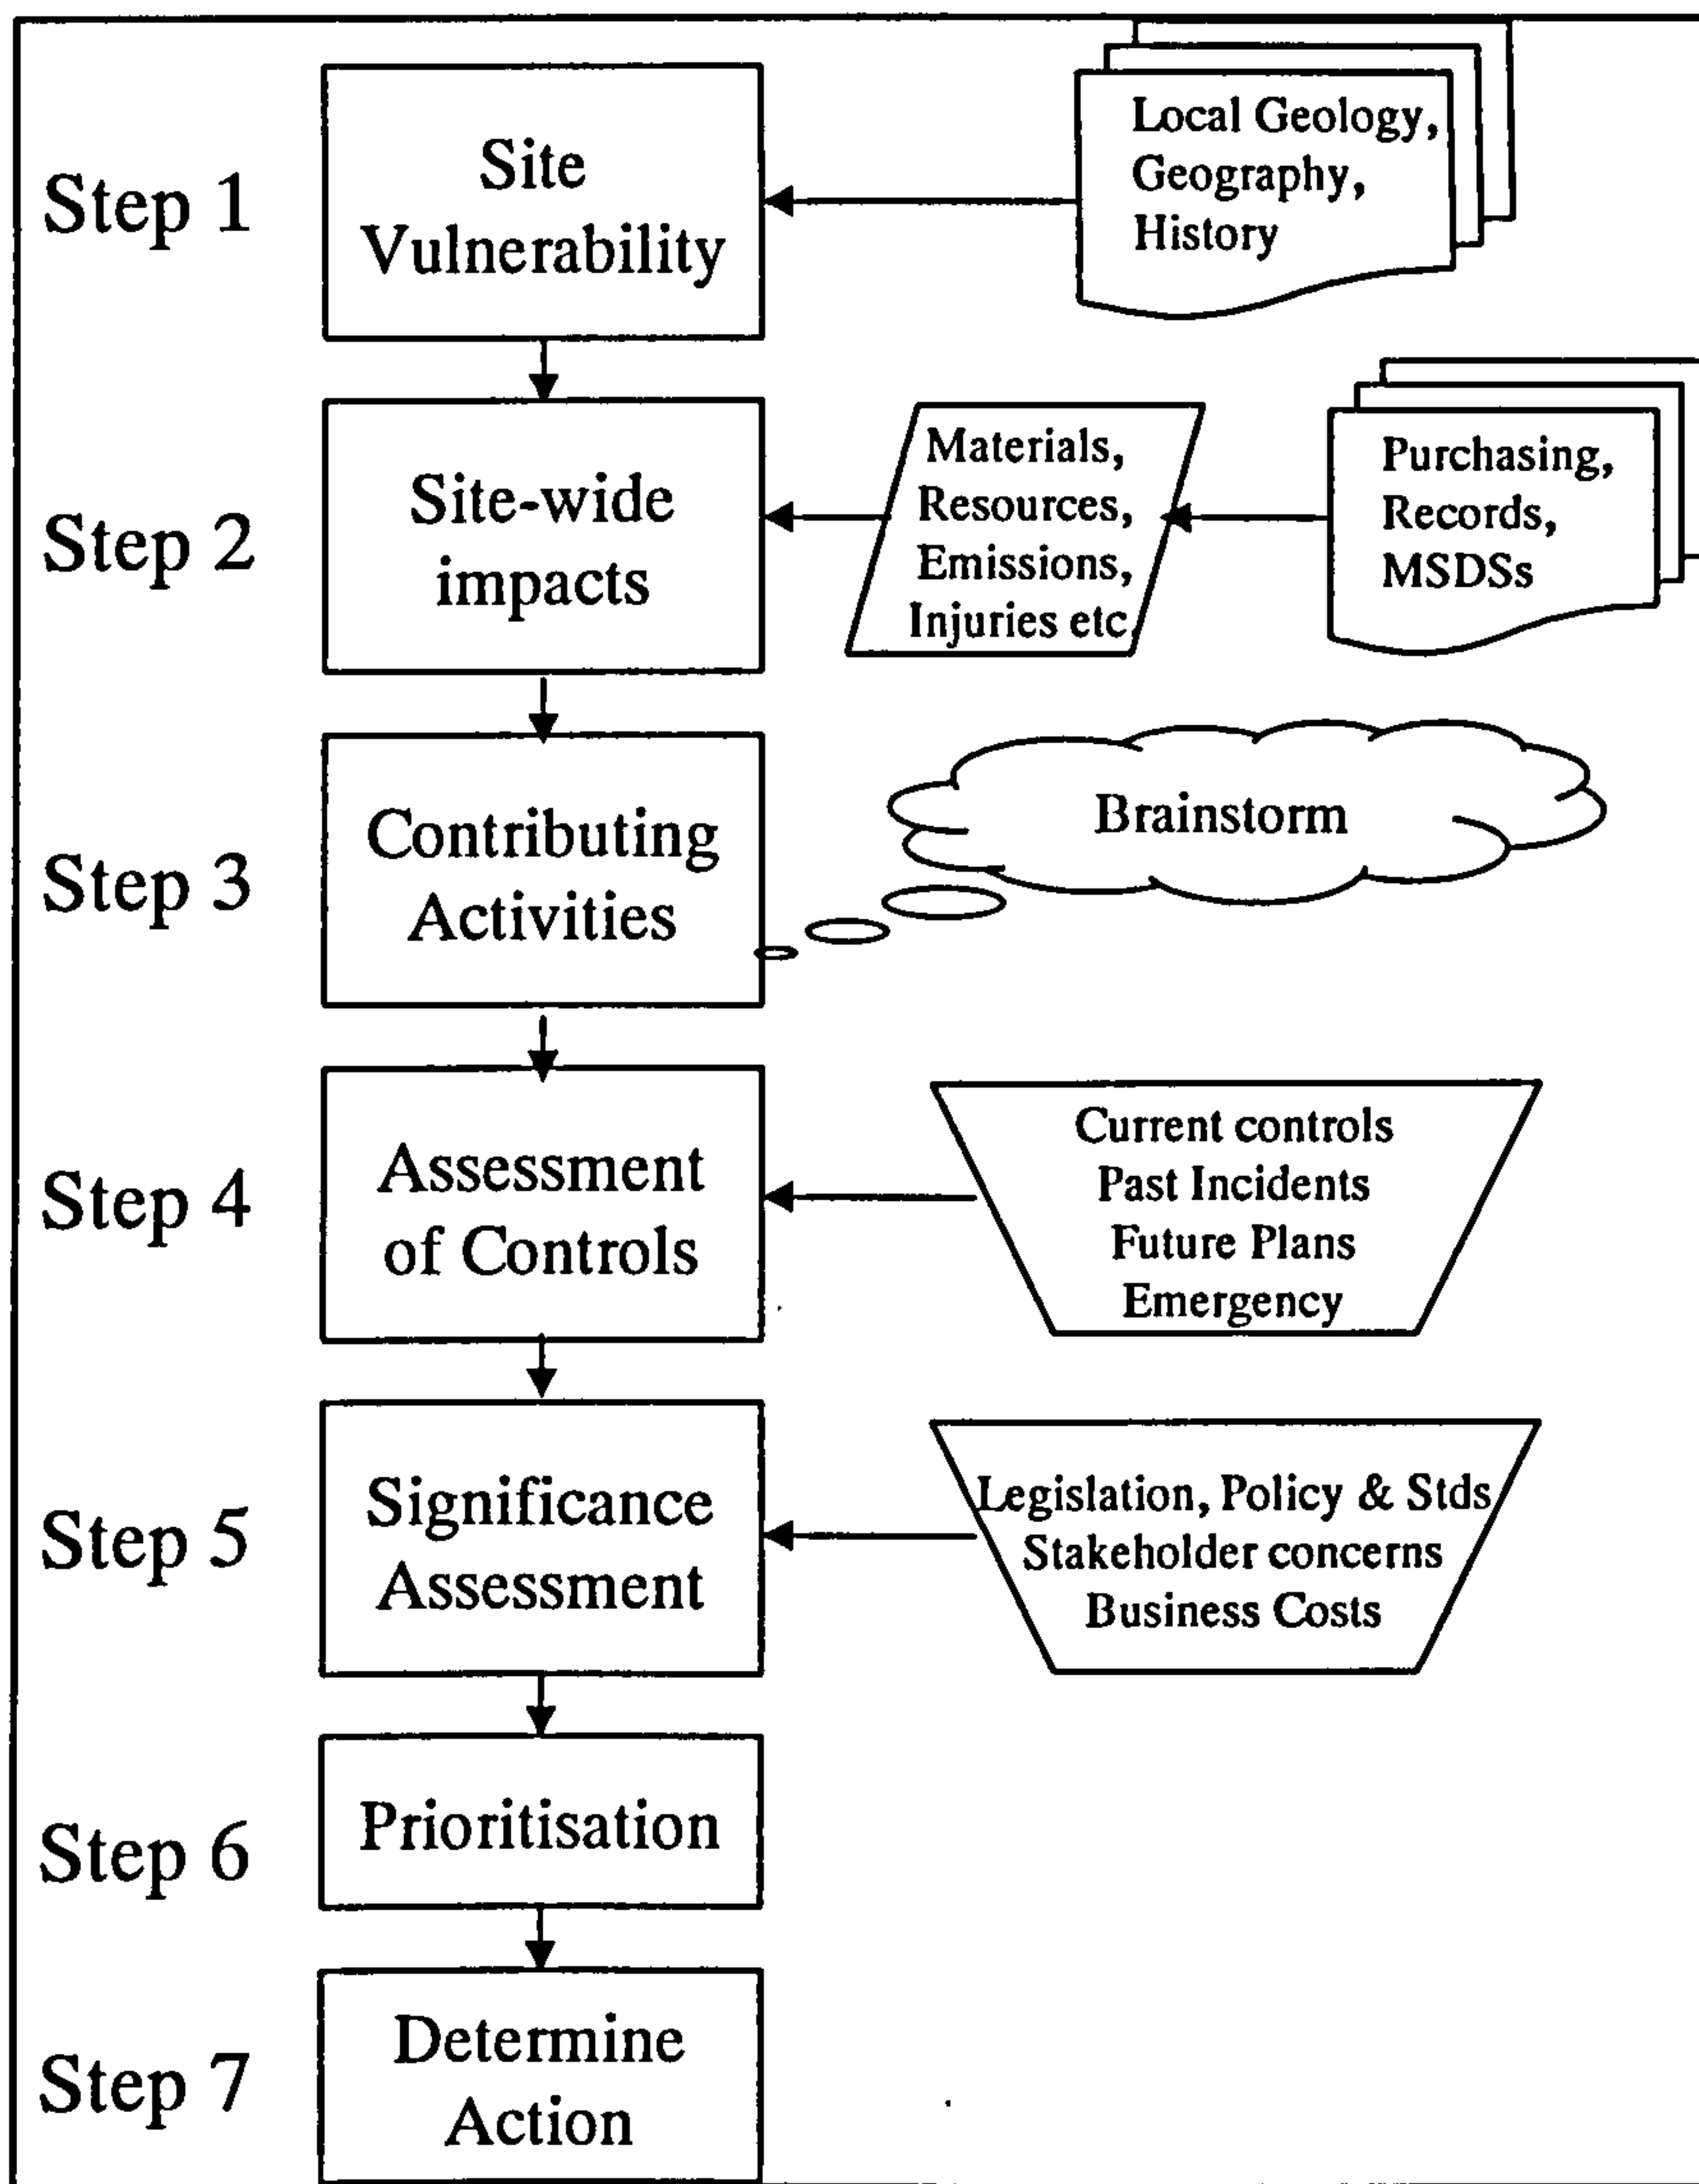 Step 1
Site
Vulnerability
Local Geology,
Geography,
History
Step 2
Site-wide
impacts
Materials,
Resources,
Emissions,
Injuries etc.
Purchasing,
Records,
MSDSs
Step 3
Contributing
Activities
Brainstorm
Step 4
Assessment
of Controls
Current controls
Past Incidents
Future Plans
Emergency
Step 5
Significance
Assessment
Legislation, Policy & Stds
Stakeholder concerns
Business Costs
Step 6
Prioritisation
Step 7
Determine
Action